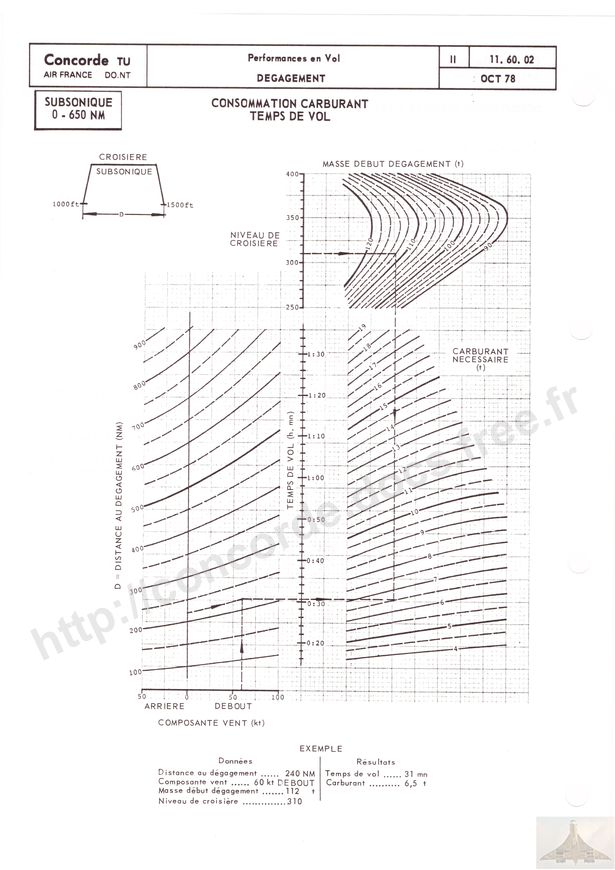 Concorde TU
AIR FRANCE DO.NT
Performances en Vol
DEGAGEMENT
II
11. 60. 02
OCT 78
SUBSONIQUE
0 - 650 NM
CONSOMMATION CARBURANT
TEMPS DE VOL
CROISIERE
SUBSONIQUE
1000ft
D
1500ft
MASSE DEBUT DEGAGEMENT (t)
NIVEAU DE
CROISIERE
400
350
300
250
120
110
100
90
CARBURANT
NECESSAIRE
(t)
19
18
17
16
15
14
13
12
11
10
9
8
7
6
5
4
TEMPS DE VOL (h. mn)
1:30
1:20
1:10
1:00
0:50
0:40
0:30
0:20
D = DISTANCE AU DEGAGEMENT (NM)
900
800
700
600
500
400
300
200
100
50 0 50 100
ARRIERE DEBOUT
COMPOSANTE VENT (kt)
EXEMPLE
Données
Distance au dégagement ...... 240 NM
Composante vent ...... 60 kt DEBOUT
Masse début dégagement ....... 112 t
Niveau de croisière .............. 310
Résultats
Temps de vol ..... 31 mn
Carburant .......... 6,5 t
http://concorde.docs.free.fr